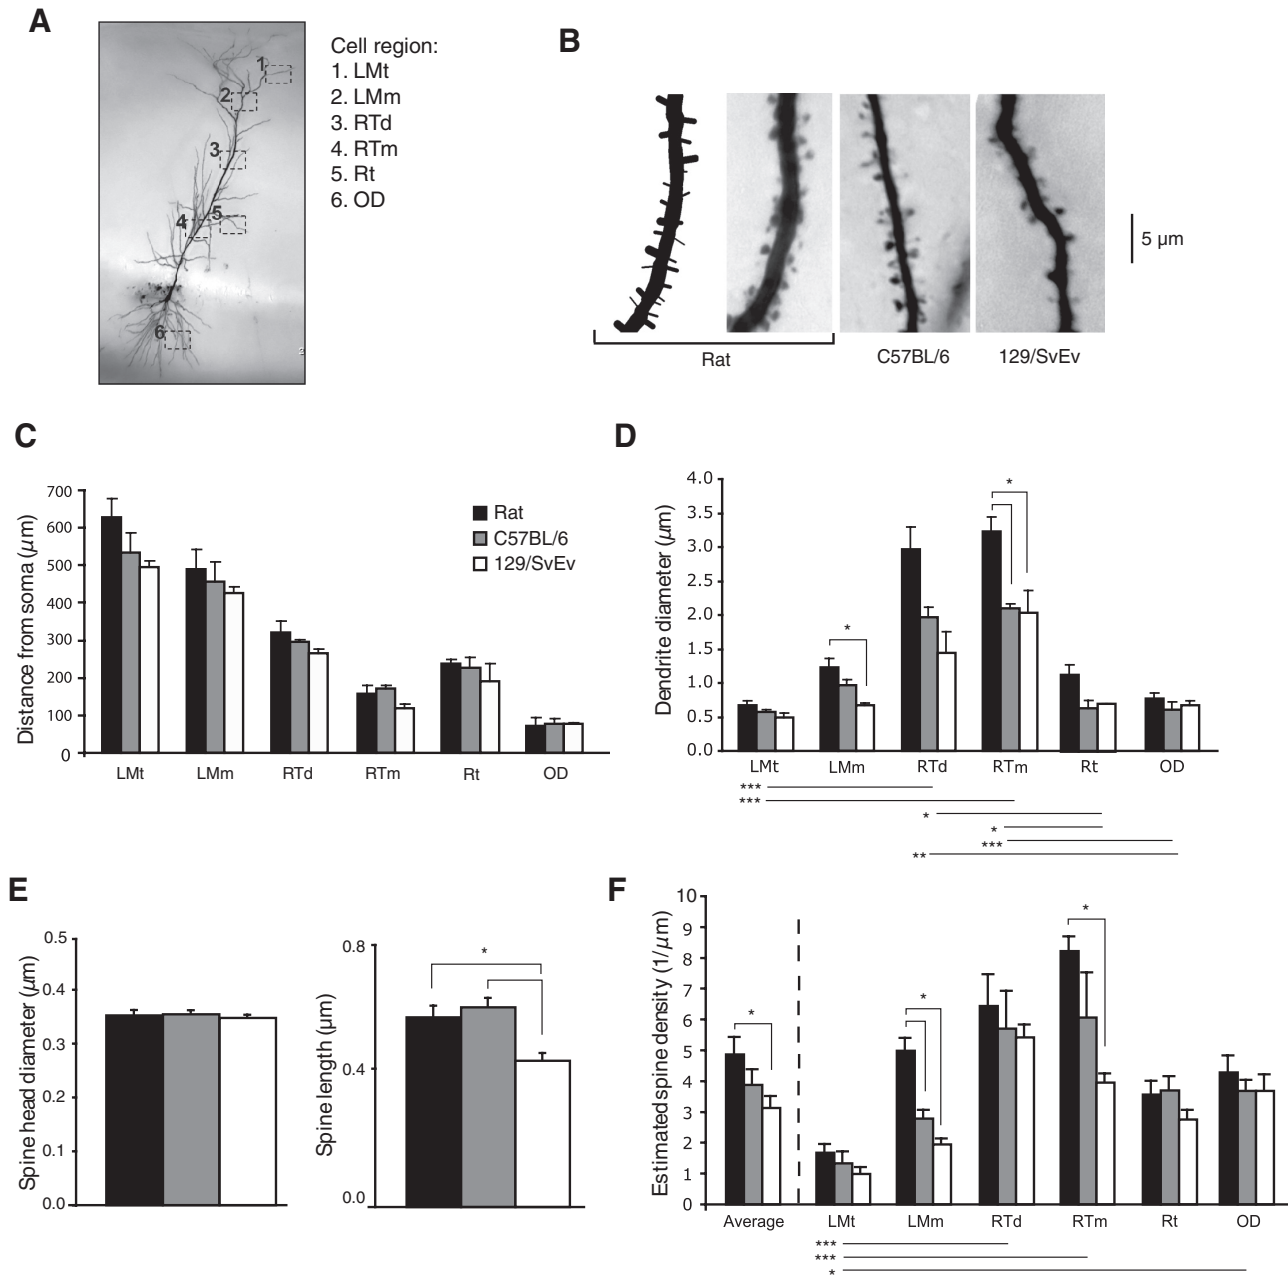 A
Cell region:
1. LMt
2. LMm
3. RTd
4. RTm
5. Rt
6. OD
1
2
3
4
5
6
2
B
Rat
C57BL/6
129/SvEv
5 µm
C
Distance from soma (µm)
700
600
500
400
300
200
100
0
Rat
C57BL/6
129/SvEv
LMt LMm RTd RTm Rt OD
D
Dendrite diameter (µm)
4.0
3.5
3.0
2.5
2.0
1.5
1.0
0.5
0.0
*
*
LMt LMm RTd RTm Rt OD
***
***
*
*
***
**
E
Spine head diameter (µm)
0.5
0.4
0.3
0.2
0.1
0.0
Spine length (µm)
0.8
0.4
0.0
*
F
Estimated spine density (1/µm)
10
9
8
7
6
5
4
3
2
1
0
*
*
*
Average LMt LMm RTd RTm Rt OD
***
***
*